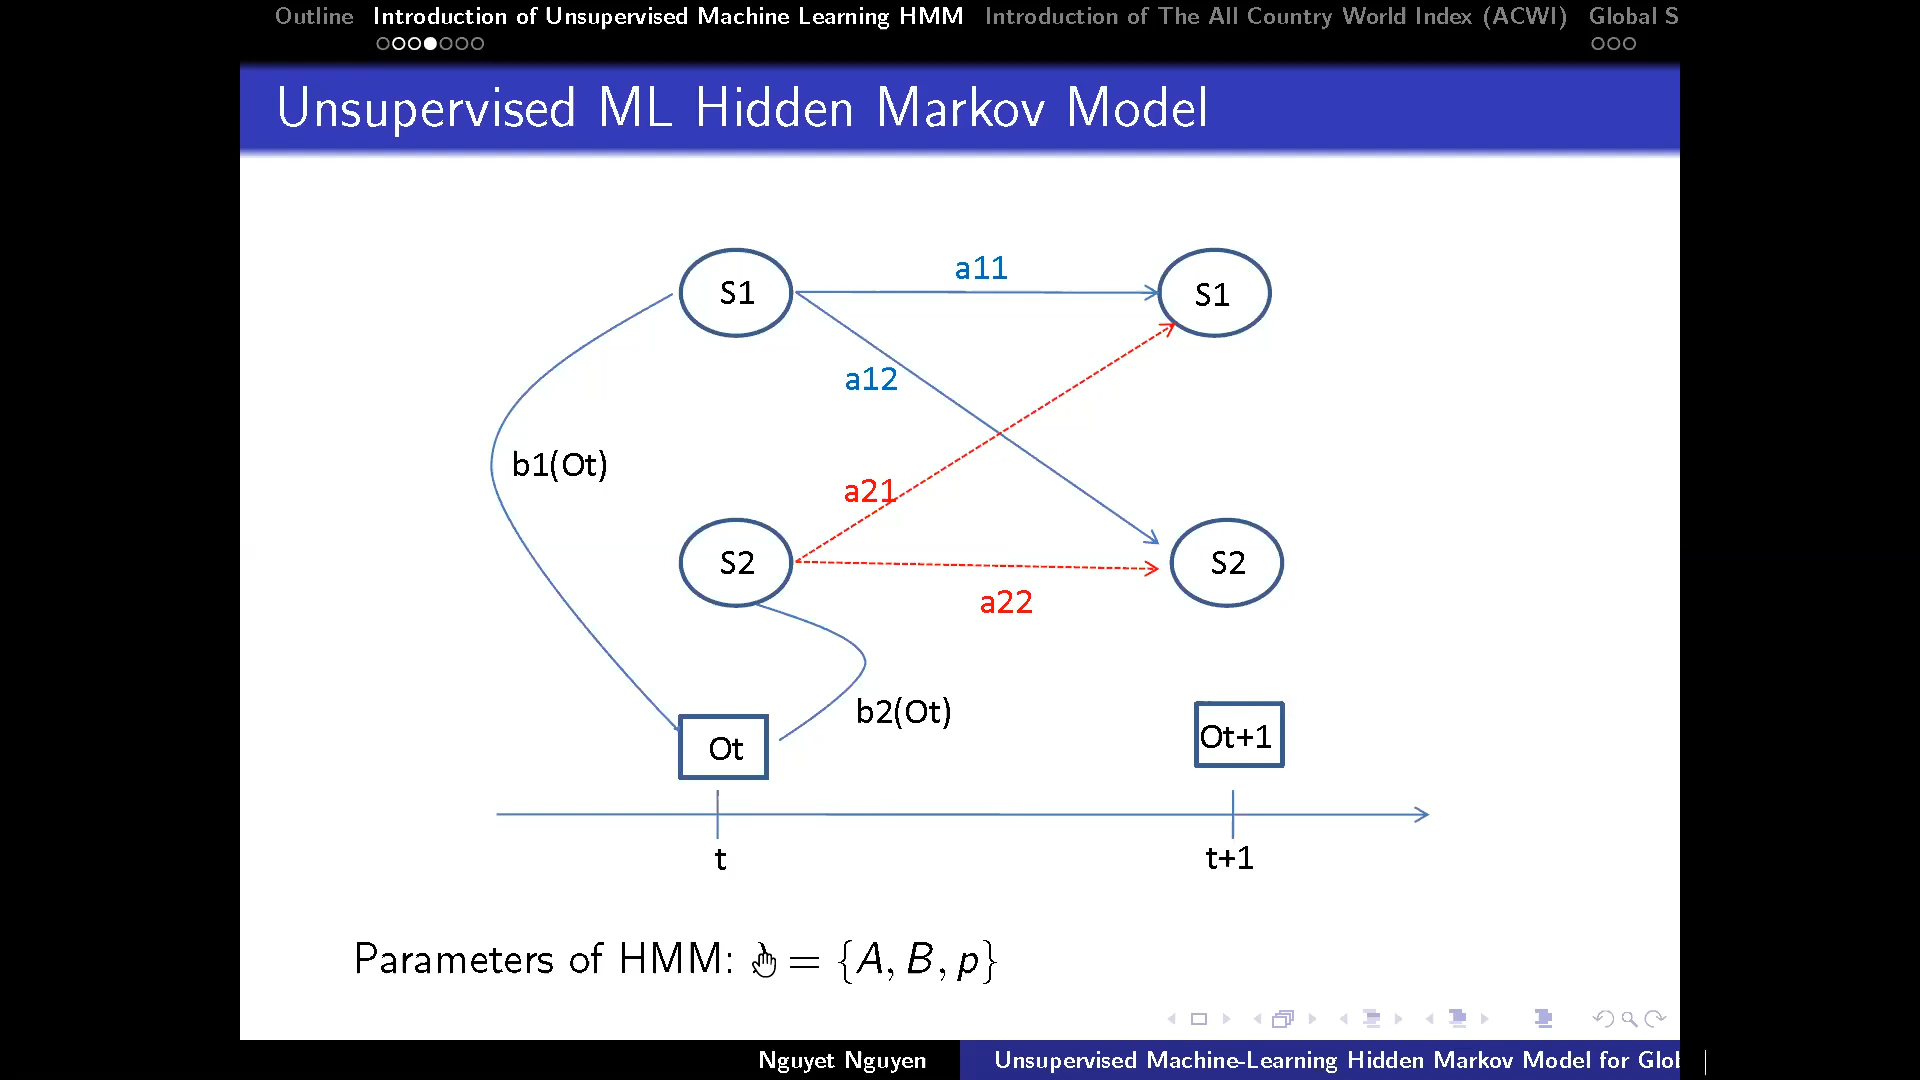 Outline Introduction of Unsupervised Machine Learning HMM Introduction of The All Country World Index (ACWI) Global S
Unsupervised ML Hidden Markov Model
S1 a11 S1
a12
b1(Ot)
a21
S2 S2
a22
b2(Ot)
Ot Ot+1
t t+1
Parameters of HMM: = {A, B, p}
Nguyet Nguyen Unsupervised Machine-Learning Hidden Markov Model for Glob